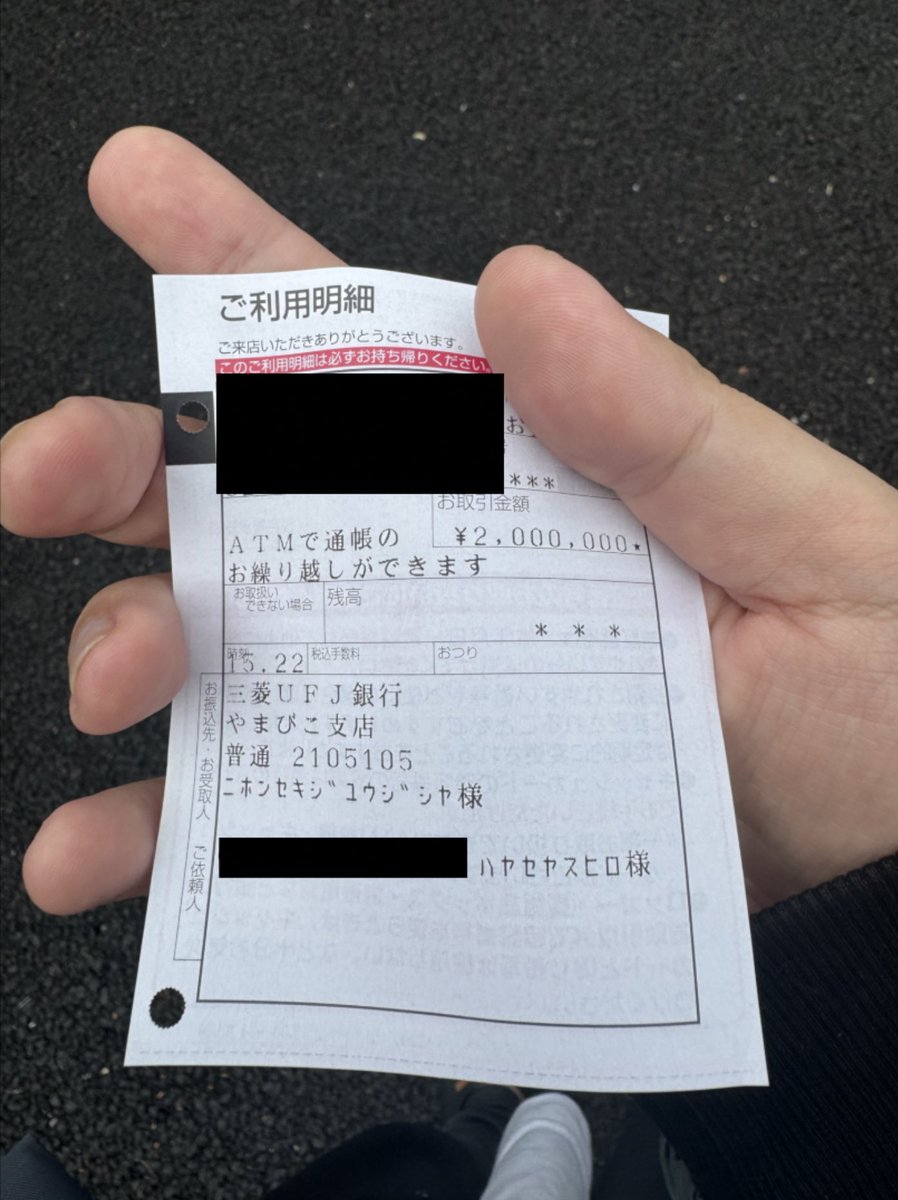 ご利用明細
ご来店いただきありがとうございます。
このご利用明細は必ずお持ち帰りください。
お
***
お取引金額
¥2,000,000*
ATMで通帳の
お繰り越しができます
お取扱い
できない場合
残高
* * *
時刻
15.22
税込手数料
おつり
お振込先・お受取人
三菱UFJ銀行
やまびこ支店
普通 2105105
ニホンセキジユウジシヤ様
ご依頼人
ハヤセヤスヒロ様